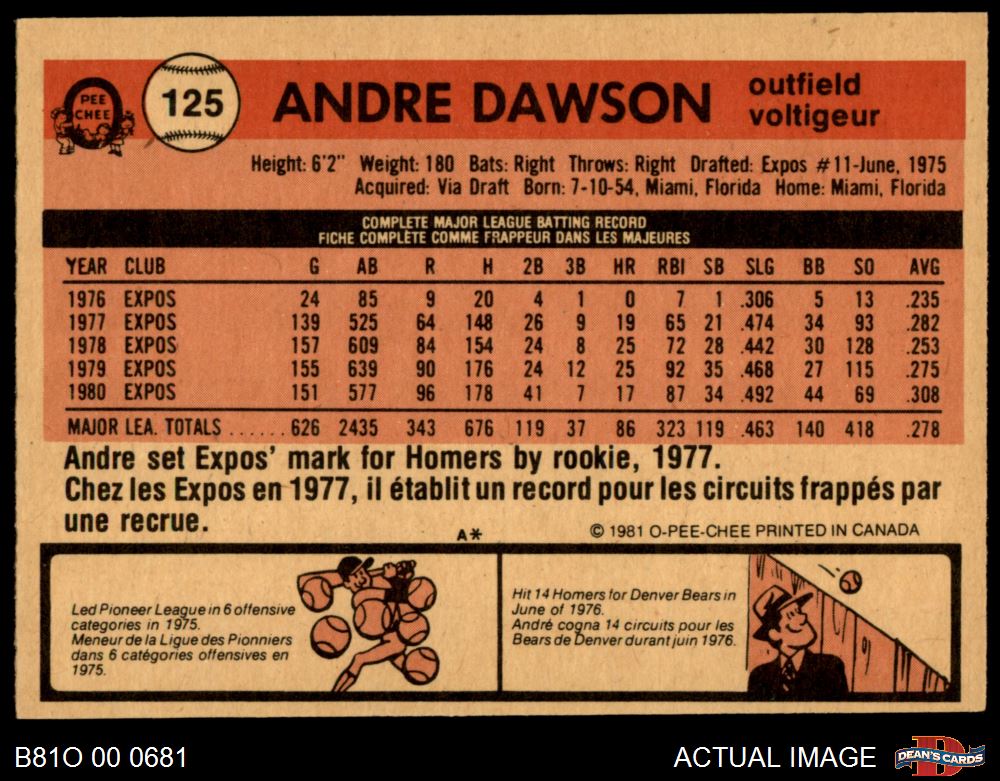 PEE
CHEE
125
ANDRE DAWSON
outfield
voltigeur
Height: 6'2" Weight: 180 Bats: Right Throws: Right Drafted: Expos #11-June, 1975
Acquired: Via Draft Born: 7-10-54, Miami, Florida Home: Miami, Florida
COMPLETE MAJOR LEAGUE BATTING RECORD
FICHE COMPLÈTE COMME FRAPPEUR DANS LES MAJEURES
YEAR CLUB G AB R H 2B 3B HR RBI SB SLG BB SO AVG
1976 EXPOS 24 85 9 20 4 1 0 7 1 .306 5 13 .235
1977 EXPOS 139 525 64 148 26 9 19 65 21 .474 34 93 .282
1978 EXPOS 157 609 84 154 24 8 25 72 28 .442 30 128 .253
1979 EXPOS 155 639 90 176 24 12 25 92 35 .468 27 115 .275
1980 EXPOS 151 577 96 178 41 7 17 87 34 .492 44 69 .308
MAJOR LEA. TOTALS ...... 626 2435 343 676 119 37 86 323 119 .463 140 418 .278
Andre set Expos' mark for Homers by rookie, 1977.
Chez les Expos en 1977, il établit un record pour les circuits frappés par
une recrue.
A*
© 1981 O-PEE-CHEE PRINTED IN CANADA
Led Pioneer League in 6 offensive
categories in 1975.
Meneur de la Ligue des Pionniers
dans 6 catégories offensives en
1975.
Hit 14 Homers for Denver Bears in
June of 1976.
André cogna 14 circuits pour les
Bears de Denver durant juin 1976.
B81O 00 0681
ACTUAL IMAGE
D
DEAN'S CARDS